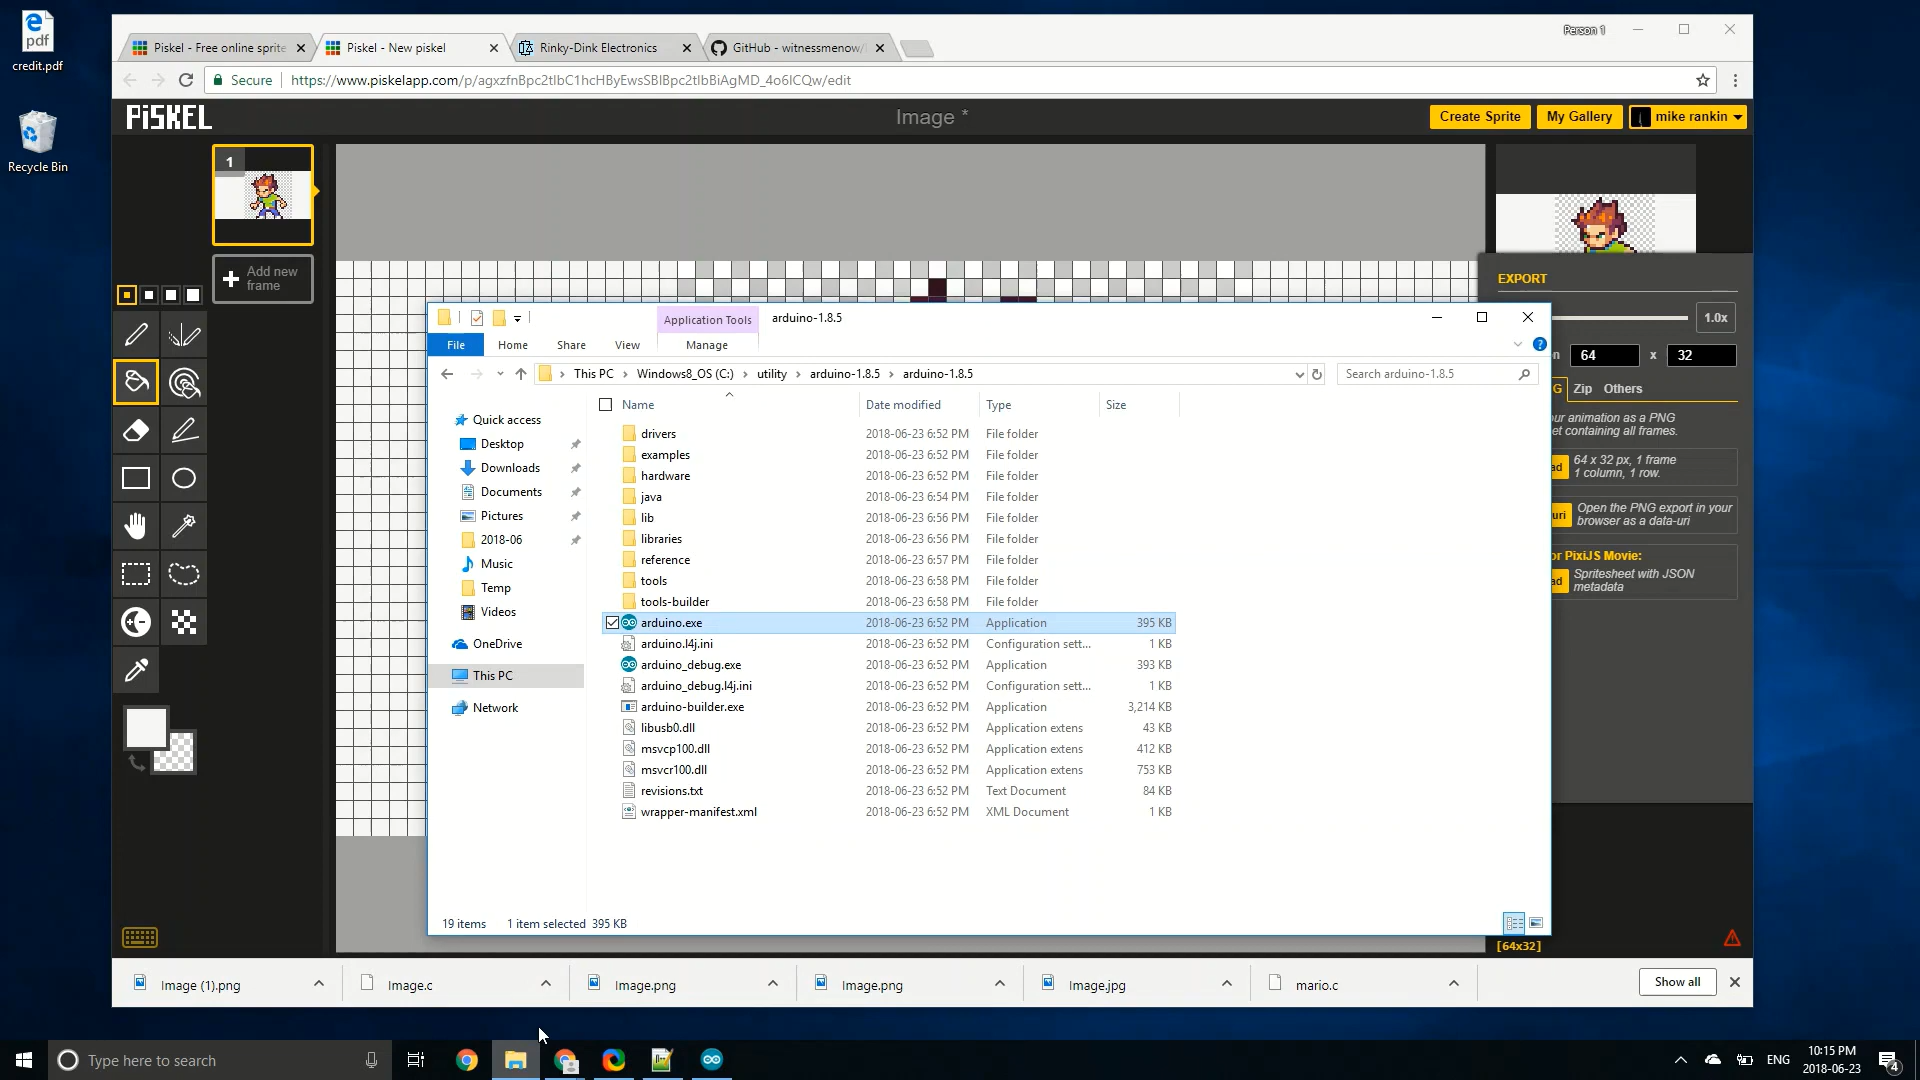 credit.pdf
Recycle Bin
Piskel - Free online sprite
Piskel - New piskel
Rinky-Dink Electronics
GitHub - witnessmenow/
Person 1
Secure
https://www.piskelapp.com/p/agxzfnBpc2tlbC1hcHByEwsSBlBpc2tlbBiAgMD_4o6ICQw/edit
PiSKEL
Image *
Create Sprite
My Gallery
mike rankin
1
Add new
frame
EXPORT
1.0x
64 x 32
Zip
Others
ur animation as a PNG
et containing all frames.
ad
64 x 32 px, 1 frame
1 column, 1 row.
uri
Open the PNG export in your
browser as a data-uri
or PixiJS Movie:
ad
Spritesheet with JSON
metadata
[64x32]
Application Tools
arduino-1.8.5
File
Home
Share
View
Manage
This PC
Windows8_OS (C:)
utility
arduino-1.8.5
arduino-1.8.5
Search arduino-1.8.5
Quick access
Desktop
Downloads
Documents
Pictures
2018-06
Music
Temp
Videos
OneDrive
This PC
Network
Name Date modified Type Size
drivers 2018-06-23 6:52 PM File folder
examples 2018-06-23 6:52 PM File folder
hardware 2018-06-23 6:52 PM File folder
java 2018-06-23 6:54 PM File folder
lib 2018-06-23 6:56 PM File folder
libraries 2018-06-23 6:56 PM File folder
reference 2018-06-23 6:57 PM File folder
tools 2018-06-23 6:58 PM File folder
tools-builder 2018-06-23 6:58 PM File folder
arduino.exe 2018-06-23 6:52 PM Application 395 KB
arduino.l4j.ini 2018-06-23 6:52 PM Configuration sett... 1 KB
arduino_debug.exe 2018-06-23 6:52 PM Application 393 KB
arduino_debug.l4j.ini 2018-06-23 6:52 PM Configuration sett... 1 KB
arduino-builder.exe 2018-06-23 6:52 PM Application 3,214 KB
libusb0.dll 2018-06-23 6:52 PM Application extens 43 KB
msvcp100.dll 2018-06-23 6:52 PM Application extens 412 KB
msvcr100.dll 2018-06-23 6:52 PM Application extens 753 KB
revisions.txt 2018-06-23 6:52 PM Text Document 84 KB
wrapper-manifest.xml 2018-06-23 6:52 PM XML Document 1 KB
19 items 1 item selected 395 KB
Image (1).png
Image.c
Image.png
Image.png
Image.jpg
mario.c
Show all
Type here to search
ENG
10:15 PM
2018-06-23
4